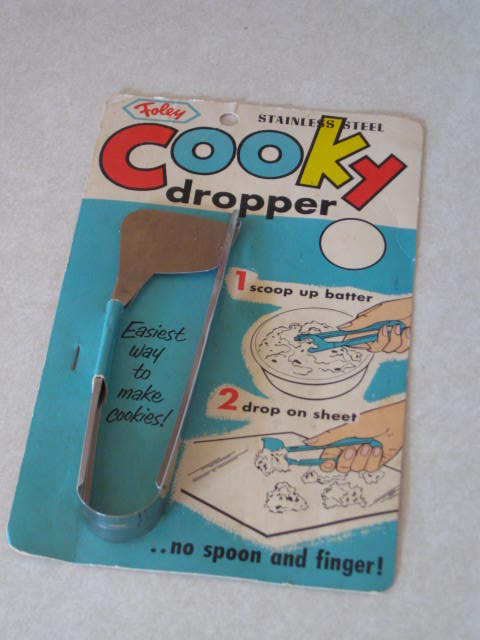 Foley
STAINLESS STEEL
COOKY
dropper
1 scoop up batter
Easiest
way
to
make
cookies!
2 drop on sheet
..no spoon and finger!